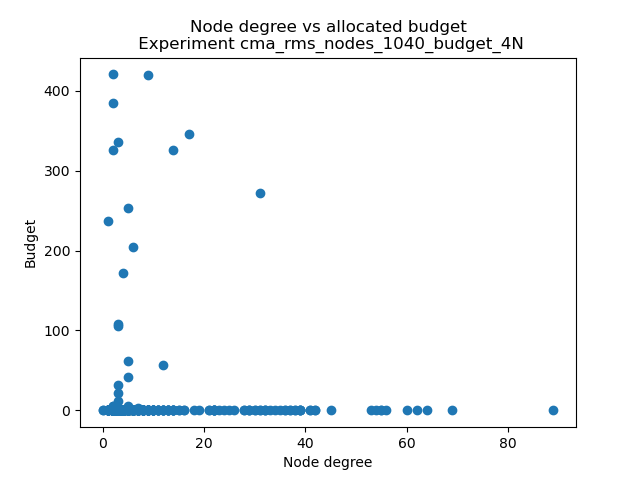 Node degree vs allocated budget
Experiment cma_rms_nodes_1040_budget_4N
400
300
200
100
0
Budget
0 20 40 60 80
Node degree